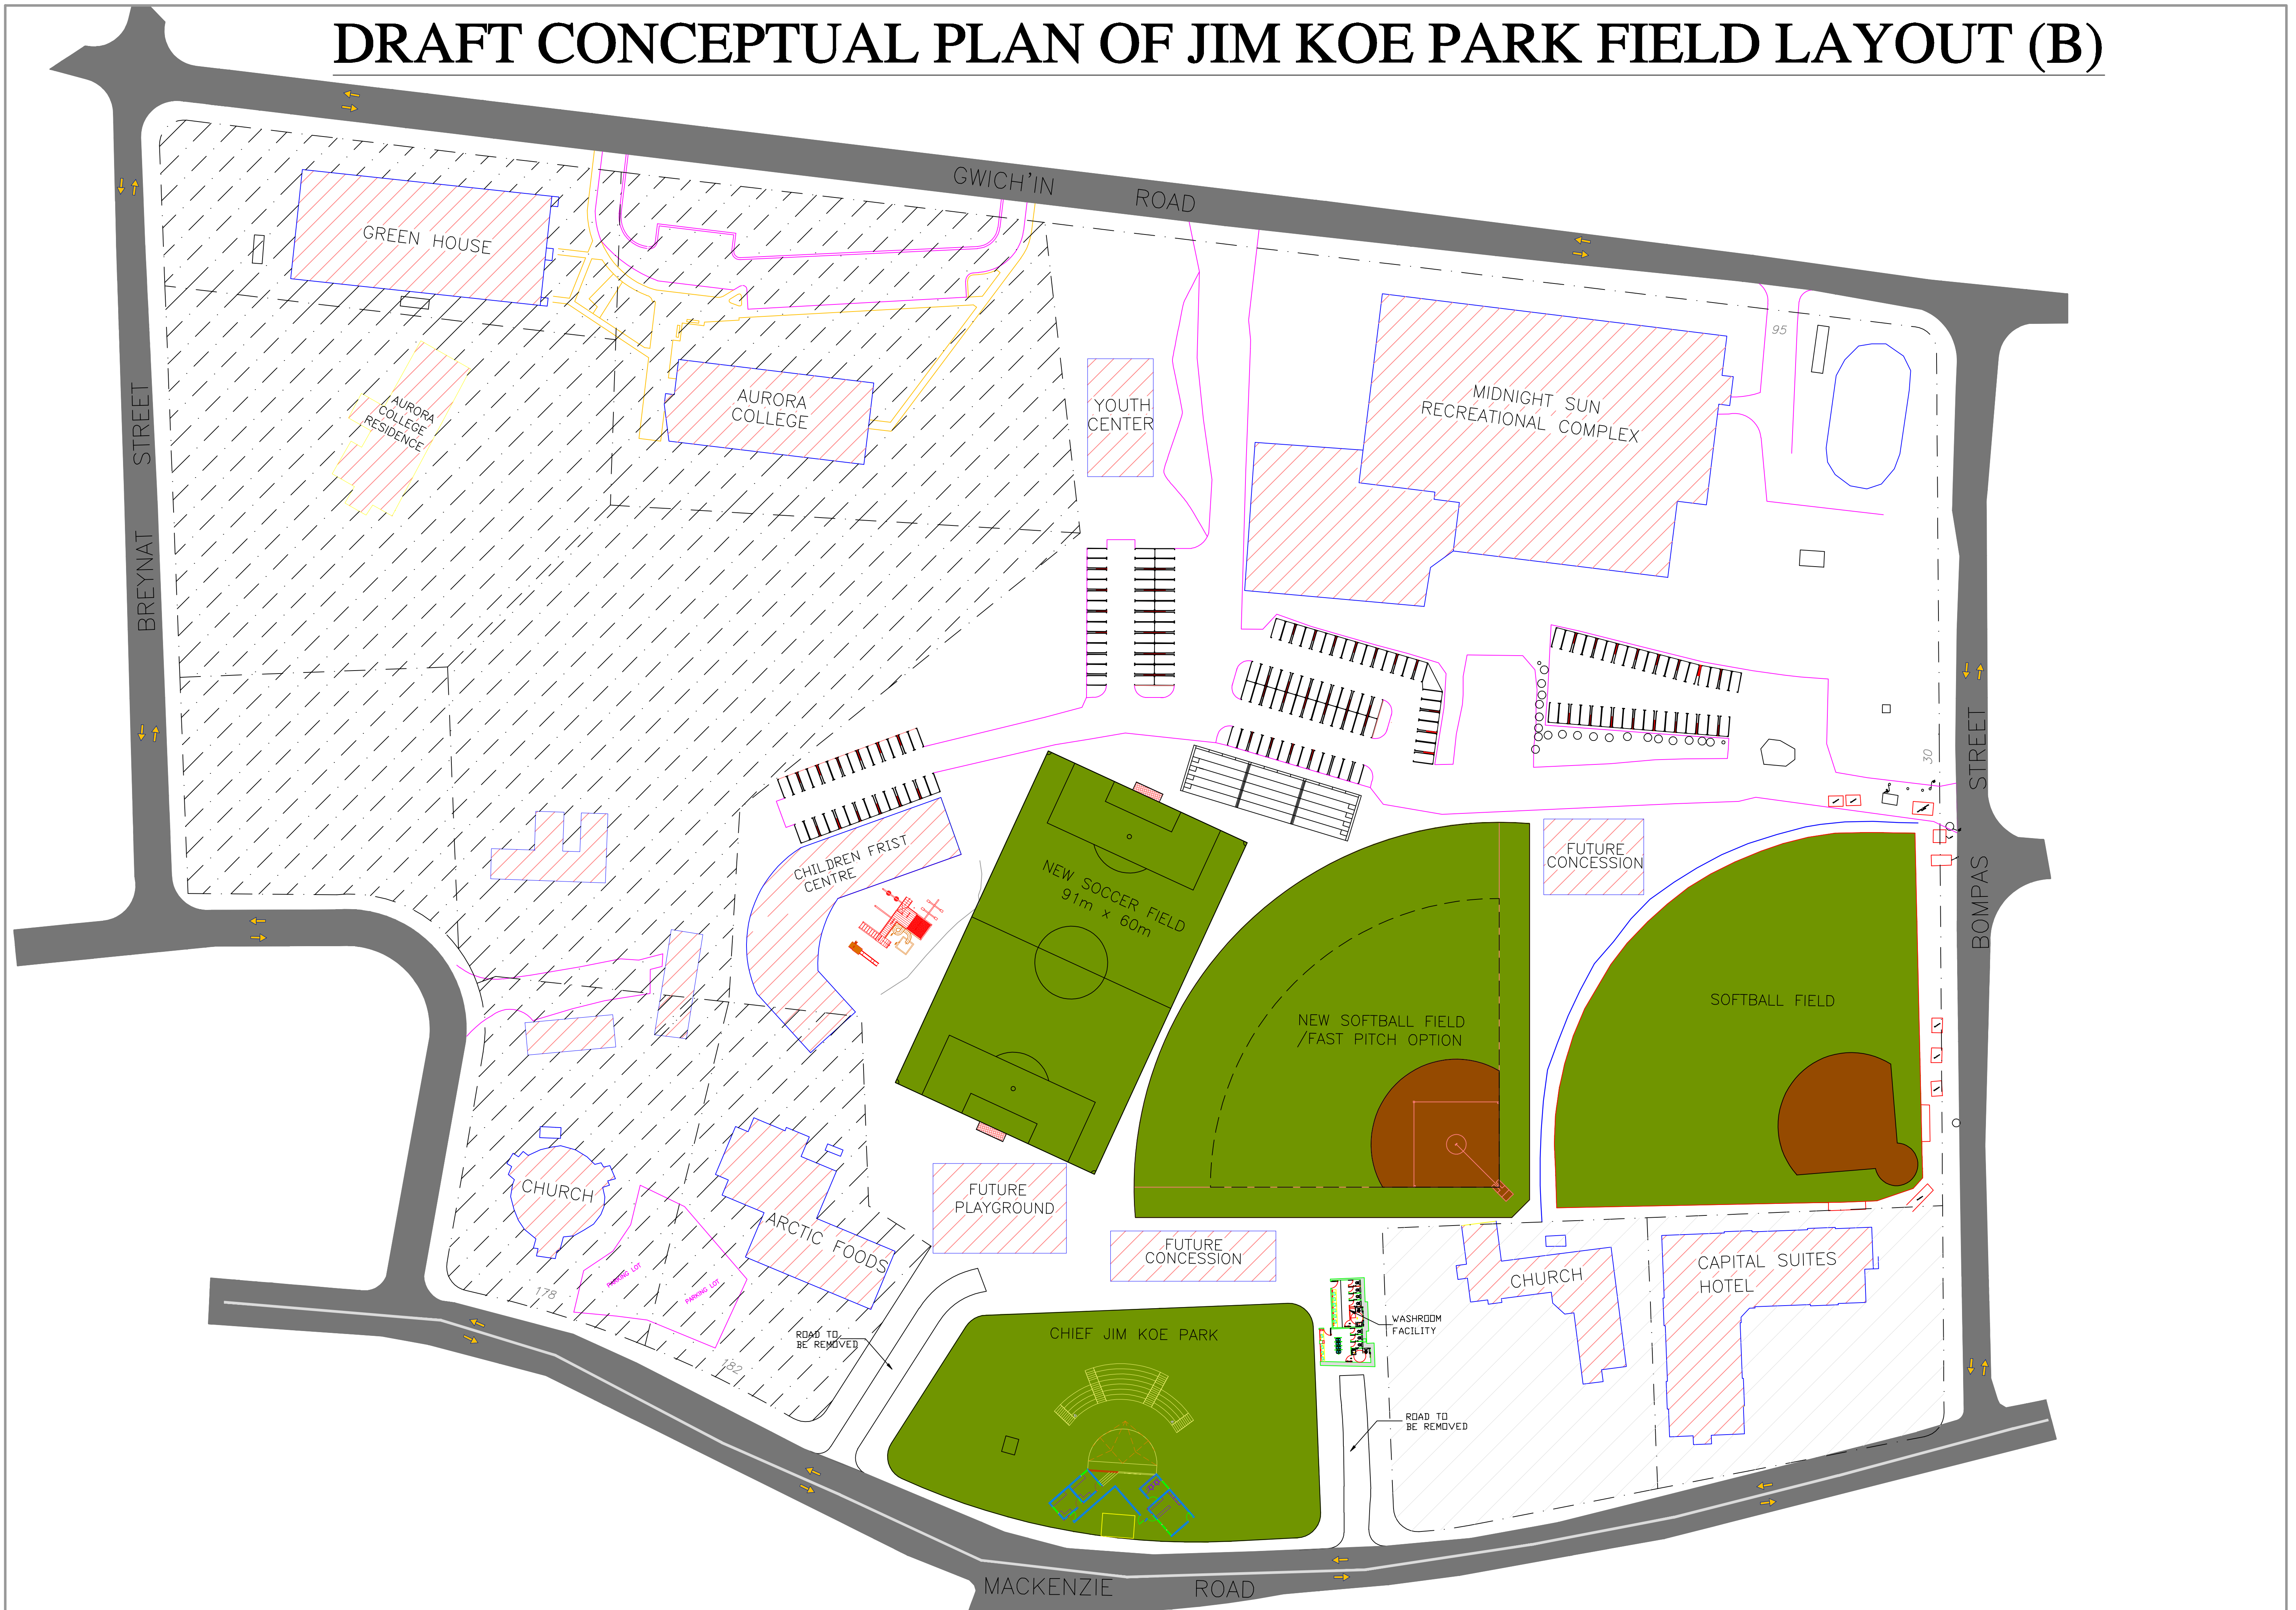 DRAFT CONCEPTUAL PLAN OF JIM KOE PARK FIELD LAYOUT (B)
GWICH'IN ROAD
GREEN HOUSE
AURORA
COLLEGE
RESIDENCE
AURORA
COLLEGE
YOUTH
CENTER
MIDNIGHT SUN
RECREATIONAL COMPLEX
95
BREYNAT STREET
30
BOMPAS STREET
CHILDREN FRIST
CENTRE
NEW SOCCER FIELD
91m x 60m
FUTURE
CONCESSION
NEW SOFTBALL FIELD
/FAST PITCH OPTION
SOFTBALL FIELD
CHURCH
ARCTIC FOODS
PARKING LOT
PARKING LOT
178
182
FUTURE
PLAYGROUND
FUTURE
CONCESSION
CHURCH
CAPITAL SUITES
HOTEL
ROAD TO
BE REMOVED
CHIEF JIM KOE PARK
WASHROOM
FACILITY
ROAD TO
BE REMOVED
MACKENZIE ROAD